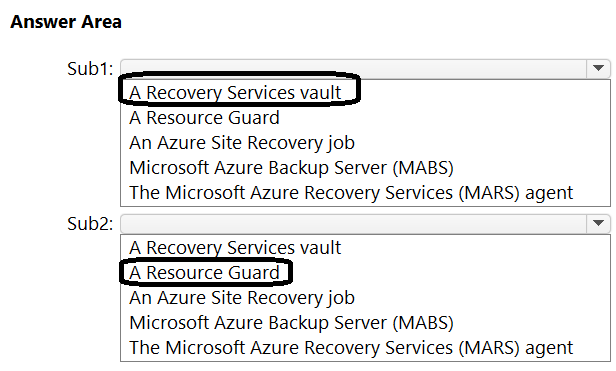 Answer Area
Sub1:
A Recovery Services vault
A Resource Guard
An Azure Site Recovery job
Microsoft Azure Backup Server (MABS)
The Microsoft Azure Recovery Services (MARS) agent
Sub2:
A Recovery Services vault
A Resource Guard
An Azure Site Recovery job
Microsoft Azure Backup Server (MABS)
The Microsoft Azure Recovery Services (MARS) agent